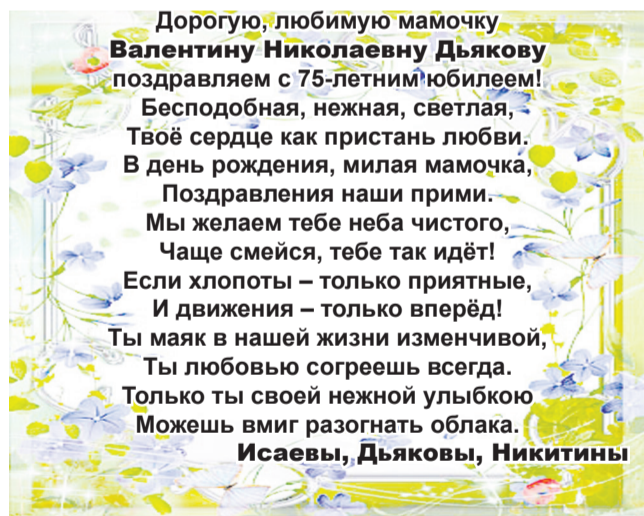 Дорогую, любимую мамочку
Валентину Николаевну Дьякову
поздравляем с 75-летним юбилеем!
Бесподобная, нежная, светлая,
Твоё сердце как пристань любви.
В день рождения, милая мамочка,
Поздравления наши прими.
Мы желаем тебе неба чистого,
Чаще смейся, тебе так идёт!
Если хлопоты – только приятные,
И движения – только вперёд!
Ты маяк в нашей жизни изменчивой,
Ты любовью согреешь всегда.
Только ты своей нежной улыбкою
Можешь вмиг разогнать облака.
Исаевы, Дьяковы, Никитины